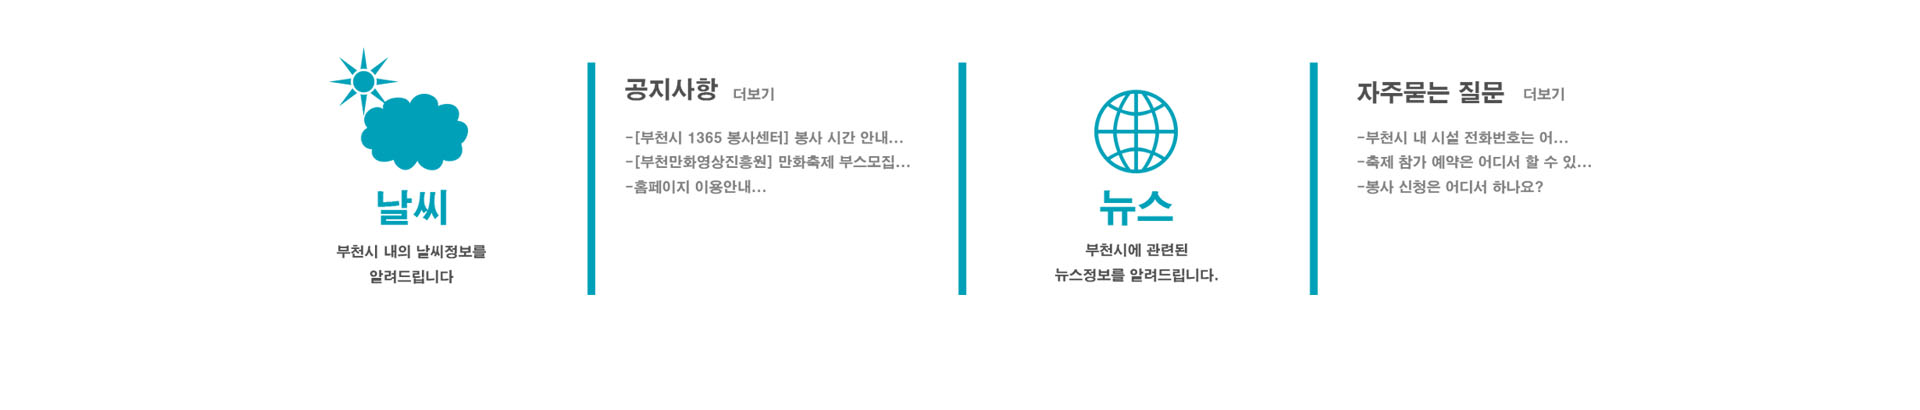 날씨
부천시 내의 날씨정보를
알려드립니다
공지사항 더보기
-[부천시 1365 봉사센터] 봉사 시간 안내...
-[부천만화영상진흥원] 만화축제 부스모집...
-홈페이지 이용안내...
뉴스
부천시에 관련된
뉴스정보를 알려드립니다.
자주묻는 질문 더보기
-부천시 내 시설 전화번호는 어...
-축제 참가 예약은 어디서 할 수 있...
-봉사 신청은 어디서 하나요?